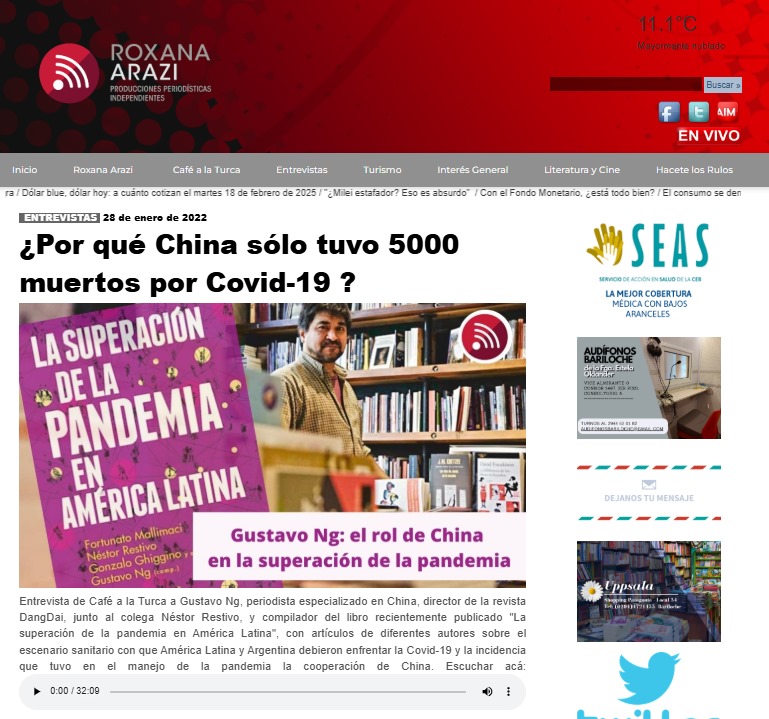 11.1°C
Mayormente nublado
ROXANA
ARAZI
PRODUCCIONES PERIODÍSTICAS
INDEPENDIENTES
Buscar »
AIM
EN VIVO
Inicio Roxana Arazi Café a la Turca Entrevistas Turismo Interés General Literatura y Cine Hacete los Rulos
ra / Dólar blue, dólar hoy: a cuánto cotizan el martes 18 de febrero de 2025 / "¿Milei estafador? Eso es absurdo" / Con el Fondo Monetario, ¿está todo bien? / El consumo se den
ENTREVISTAS 28 de enero de 2022
¿Por qué China sólo tuvo 5000
muertos por Covid-19 ?
LA SUPERACIÓN
DE LA
PANDEMIA
EN
AMÉRICA LATINA
Fortunato Mallimaci
Néstor Restivo
Gonzalo Ghiggino y
Gustavo Ng (comp.)
Gustavo Ng: el rol de China
en la superación de la pandemia
Entrevista de Café a la Turca a Gustavo Ng, periodista especializado en China, director de la revista
DangDai, junto al colega Néstor Restivo, y compilador del libro recientemente publicado "La
superación de la pandemia en América Latina", con artículos de diferentes autores sobre el
escenario sanitario con que América Latina y Argentina debieron enfrentar la Covid-19 y la incidencia
que tuvo en el manejo de la pandemia la cooperación de China. Escuchar acá:
0:00 / 32:09
SEAS
SERVICIO DE ACCIÓN EN SALUD DE LA CEB
LA MEJOR COBERTURA
MÉDICA CON BAJOS
ARANCELES
AUDÍFONOS
BARILOCHE
de la Fga. Estela
Oldander
TURNOS AL 2944
DEJANOS TU MENSAJE
Uppsala
Shopping Patagonia Local 54
Bariloche